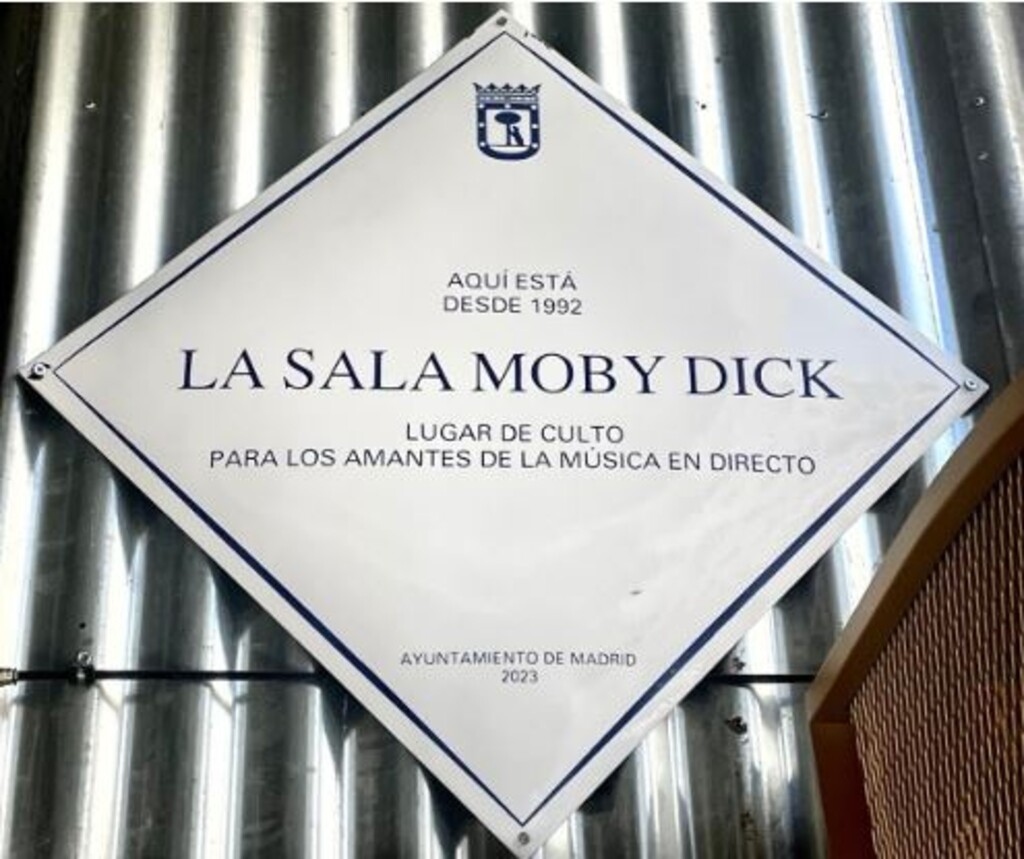 AQUÍ ESTÁ
DESDE 1992
LA SALA MOBY DICK
LUGAR DE CULTO
PARA LOS AMANTES DE LA MÚSICA EN DIRECTO
AYUNTAMIENTO DE MADRID
2023